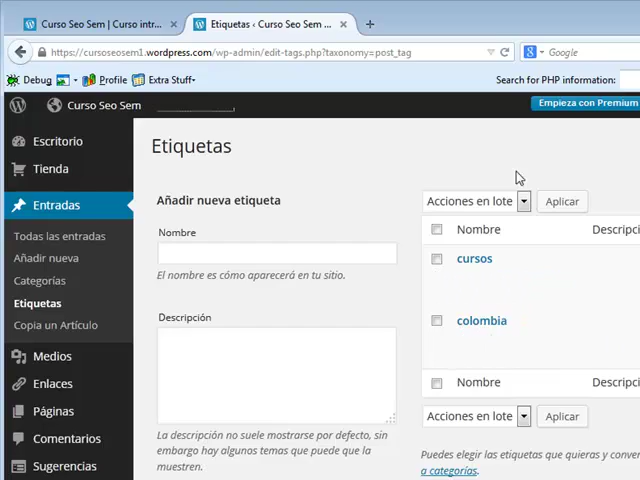 Curso Seo Sem | Curso intr... × Etiquetas ‹ Curso Seo Sem ... × +
https://cursoseosem1.wordpress.com/wp-admin/edit-tags.php?taxonomy=post_tag Google
Debug Profile Extra Stuff Search for PHP information:
Curso Seo Sem Empieza con Premium
Escritorio
Tienda
Entradas
Todas las entradas
Añadir nueva
Categorías
Etiquetas
Copia un Artículo
Medios
Enlaces
Páginas
Comentarios
Sugerencias
Etiquetas
Añadir nueva etiqueta
Nombre
El nombre es cómo aparecerá en tu sitio.
Descripción
La descripción no suele mostrarse por defecto, sin
embargo hay algunos temas que puede que la
muestren.
Acciones en lote Aplicar
Nombre Descripci
cursos
colombia
Nombre Descripci
Acciones en lote Aplicar
Puedes elegir las etiquetas que quieras y conver
a categorías.